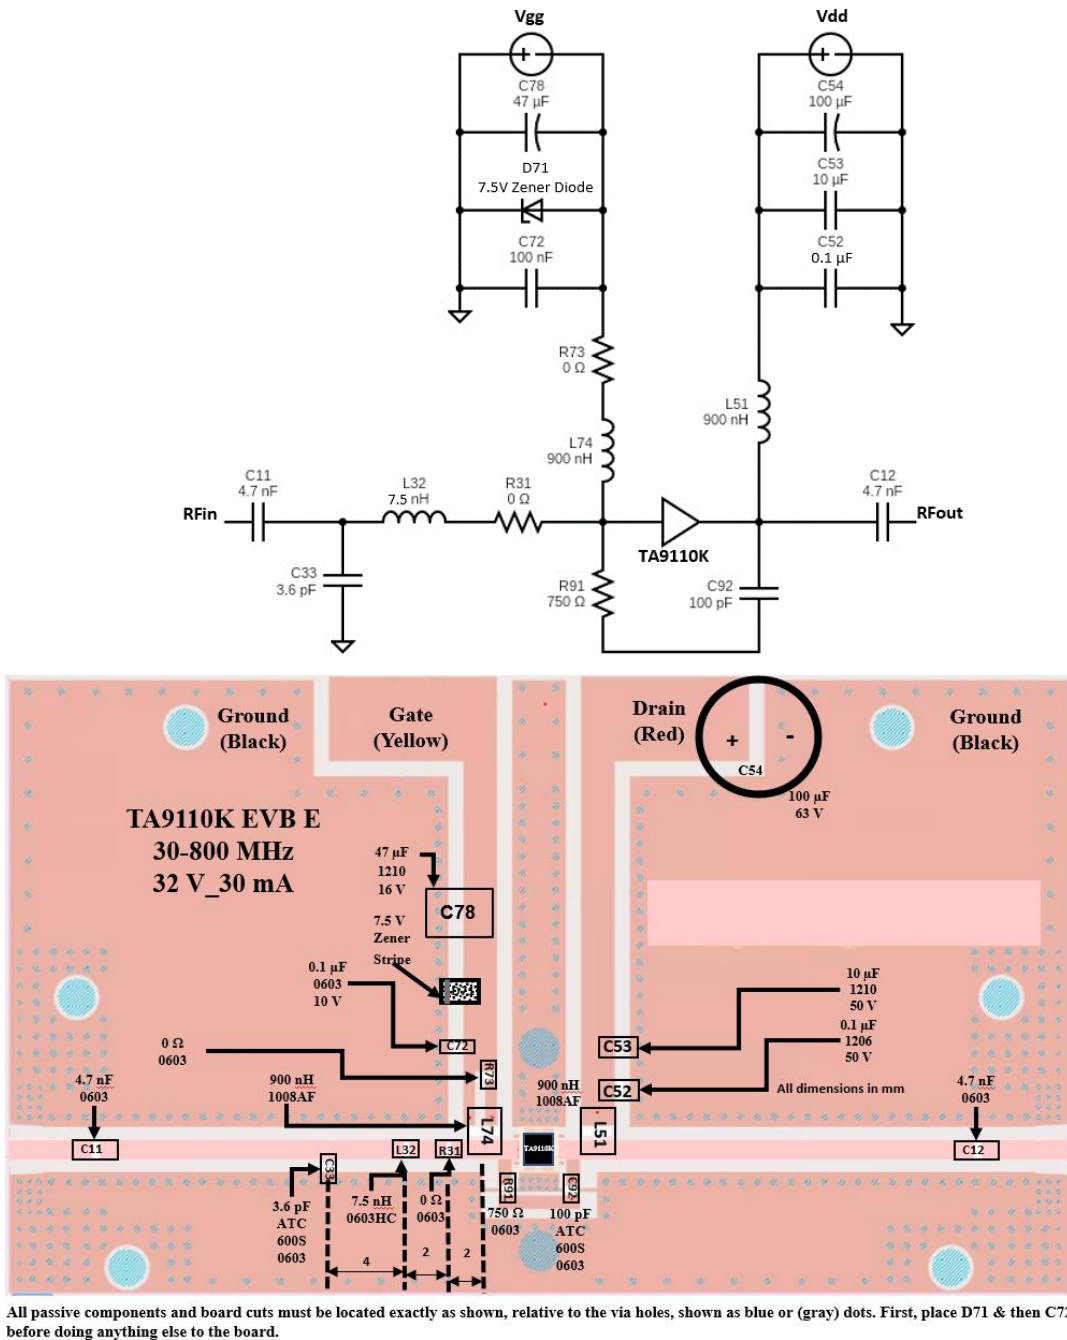 Vgg
Vdd
+ -
+ -
C78
47 µF
C54
100 µF
D71
7.5V Zener Diode
C53
10 µF
C72
100 nF
C52
0.1 µF
R73
0 Ω
L74
900 nH
L51
900 nH
C11
4.7 nF
L32
7.5 nH
R31
0 Ω
C12
4.7 nF
RFin
RFout
TA9110K
C33
3.6 pF
R91
750 Ω
C92
100 pF
Ground
(Black)
Gate
(Yellow)
Drain
(Red)
Ground
(Black)
+ -
C54
100 µF
63 V
TA9110K EVB E
30-800 MHz
32 V_30 mA
47 µF
1210
16 V
C78
7.5 V
Zener
Stripe
0.1 µF
0603
10 V
C72
10 µF
1210
50 V
C53
0.1 µF
1206
50 V
C52
0 Ω
0603
R73
4.7 nF
0603
900 nH
1008AF
900 nH
1008AF
All dimensions in mm
4.7 nF
0603
L74
L51
C11
L32
R31
TA9110K
C12
C33
R91
C92
3.6 pF
ATC
600S
0603
7.5 nH
0603HC
0 Ω
0603
750 Ω
0603
100 pF
ATC
600S
0603
4
2
2
All passive components and board cuts must be located exactly as shown, relative to the via holes, shown as blue or (gray) dots. First, place D71 & then C72
before doing anything else to the board.